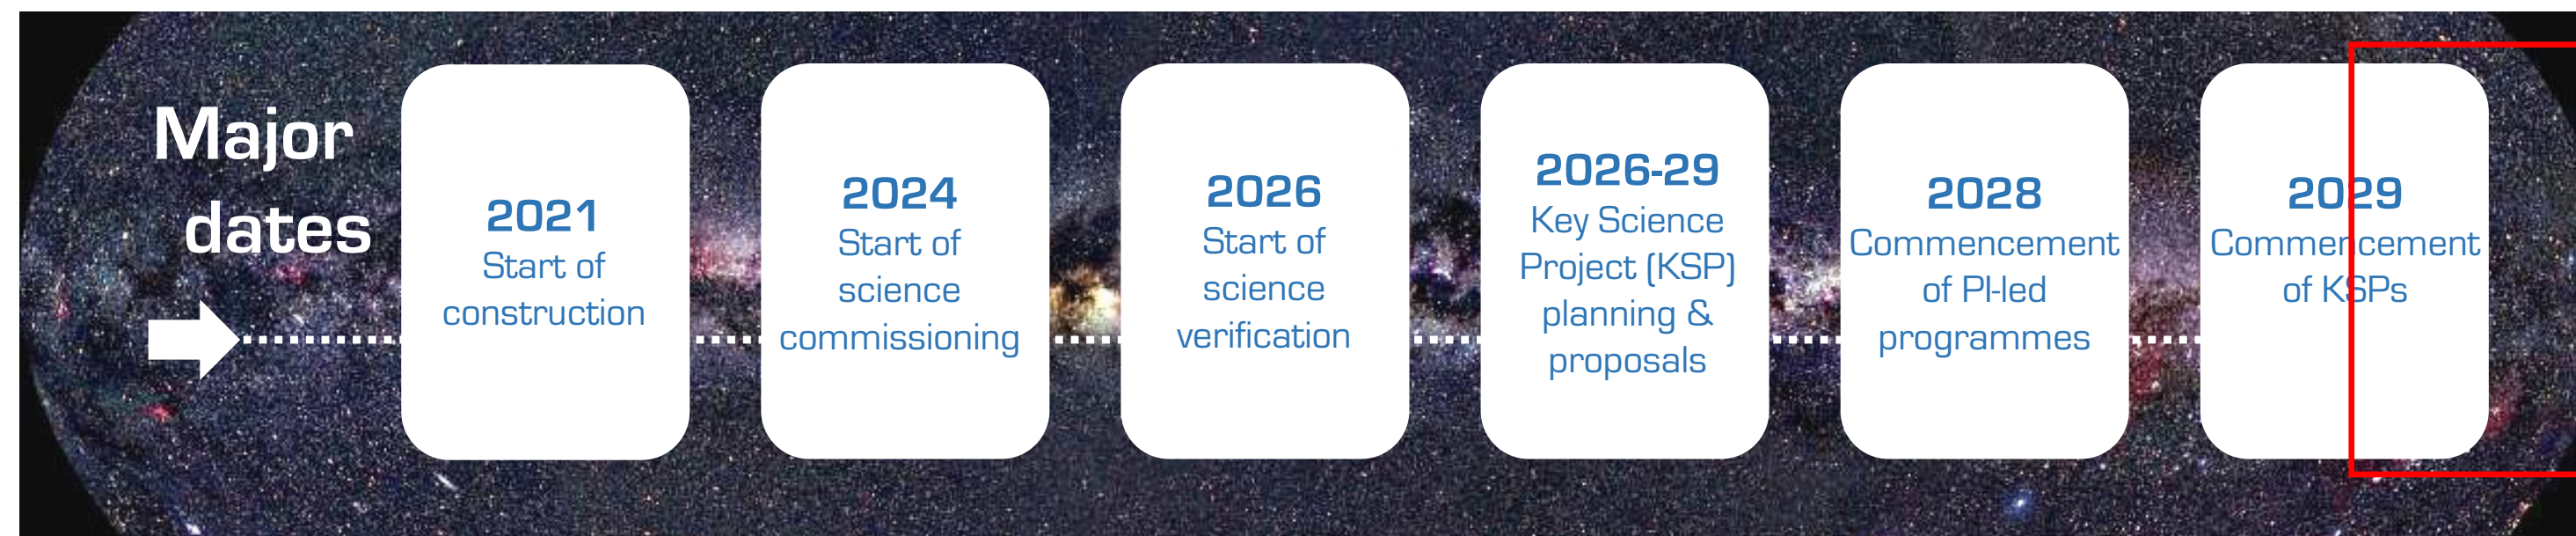 Major
dates
2021
Start of
construction
2024
Start of
science
commissioning
2026
Start of
science
verification
2026-29
Key Science
Project (KSP)
planning &
proposals
2028
Commencement
of PI-led
programmes
2029
Commencement
of KSPs